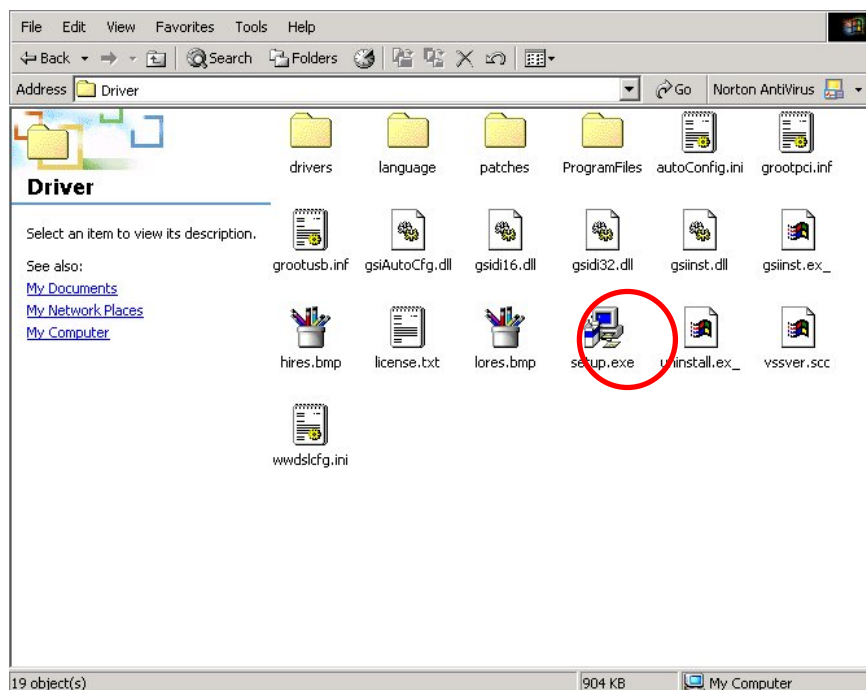 File Edit View Favorites Tools Help
Back Search Folders
Address Driver Go Norton AntiVirus
Driver
Select an item to view its description.
See also:
My Documents
My Network Places
My Computer
drivers language patches ProgramFiles autoConfig.ini grootpci.inf
grootusb.inf gsiAutoCfg.dll gsidi16.dll gsidi32.dll gsiinst.dll gsiinst.ex_
hires.bmp license.txt lores.bmp setup.exe uninstall.ex_ vssver.scc
wwdslcfg.ini
19 object(s) 904 KB My Computer